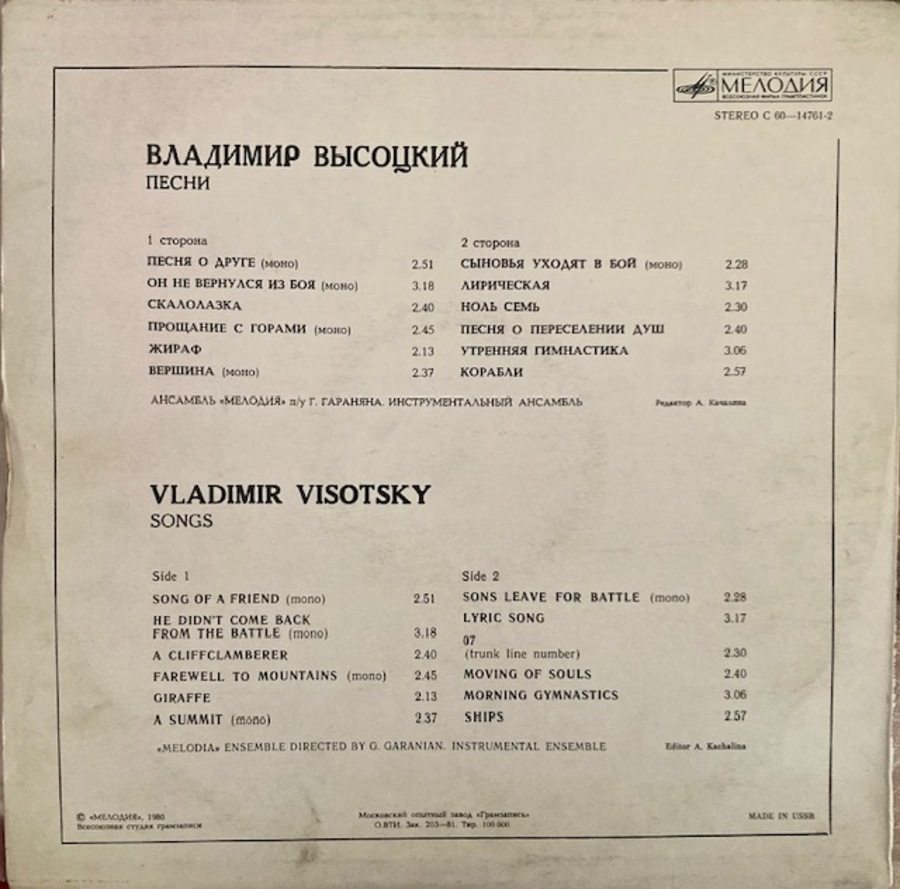 МИНИСТЕРСТВО КУЛЬТУРЫ СССР
МЕЛОДИЯ
ВСЕСОЮЗНАЯ ФИРМА ГРАМПЛАСТИНОК
STEREO С 60—14761-2
ВЛАДИМИР ВЫСОЦКИЙ
ПЕСНИ
1 сторона
ПЕСНЯ О ДРУГЕ (моно) 2.51
ОН НЕ ВЕРНУЛСЯ ИЗ БОЯ (моно) 3.18
СКАЛОЛАЗКА 2.40
ПРОЩАНИЕ С ГОРАМИ (моно) 2.45
ЖИРАФ 2.13
ВЕРШИНА (моно) 2.37
2 сторона
СЫНОВЬЯ УХОДЯТ В БОЙ (моно) 2.28
ЛИРИЧЕСКАЯ 3.17
НОЛЬ СЕМЬ 2.30
ПЕСНЯ О ПЕРЕСЕЛЕНИИ ДУШ 2.40
УТРЕННЯЯ ГИМНАСТИКА 3.06
КОРАБЛИ 2.57
АНСАМБЛЬ «МЕЛОДИЯ» п/у Г. ГАРАНЯНА. ИНСТРУМЕНТАЛЬНЫЙ АНСАМБЛЬ
Редактор А. Качалина
VLADIMIR VISOTSKY
SONGS
Side 1
SONG OF A FRIEND (mono) 2.51
HE DIDN'T COME BACK
FROM THE BATTLE (mono) 3.18
A CLIFFCLAMBERER 2.40
FAREWELL TO MOUNTAINS (mono) 2.45
GIRAFFE 2.13
A SUMMIT (mono) 2.37
Side 2
SONS LEAVE FOR BATTLE (mono) 2.28
LYRIC SONG 3.17
07
(trunk line number) 2.30
MOVING OF SOULS 2.40
MORNING GYMNASTICS 3.06
SHIPS 2.57
«MELODIA» ENSEMBLE DIRECTED BY G. GARANIAN. INSTRUMENTAL ENSEMBLE
Editor A. Kachalina
© «МЕЛОДИЯ», 1980
Всесоюзная студия грамзаписи
Московский опытный завод «Грамзапись»
О.ВТИ. Зак. 203—81. Тир. 100 000
MADE IN USSR